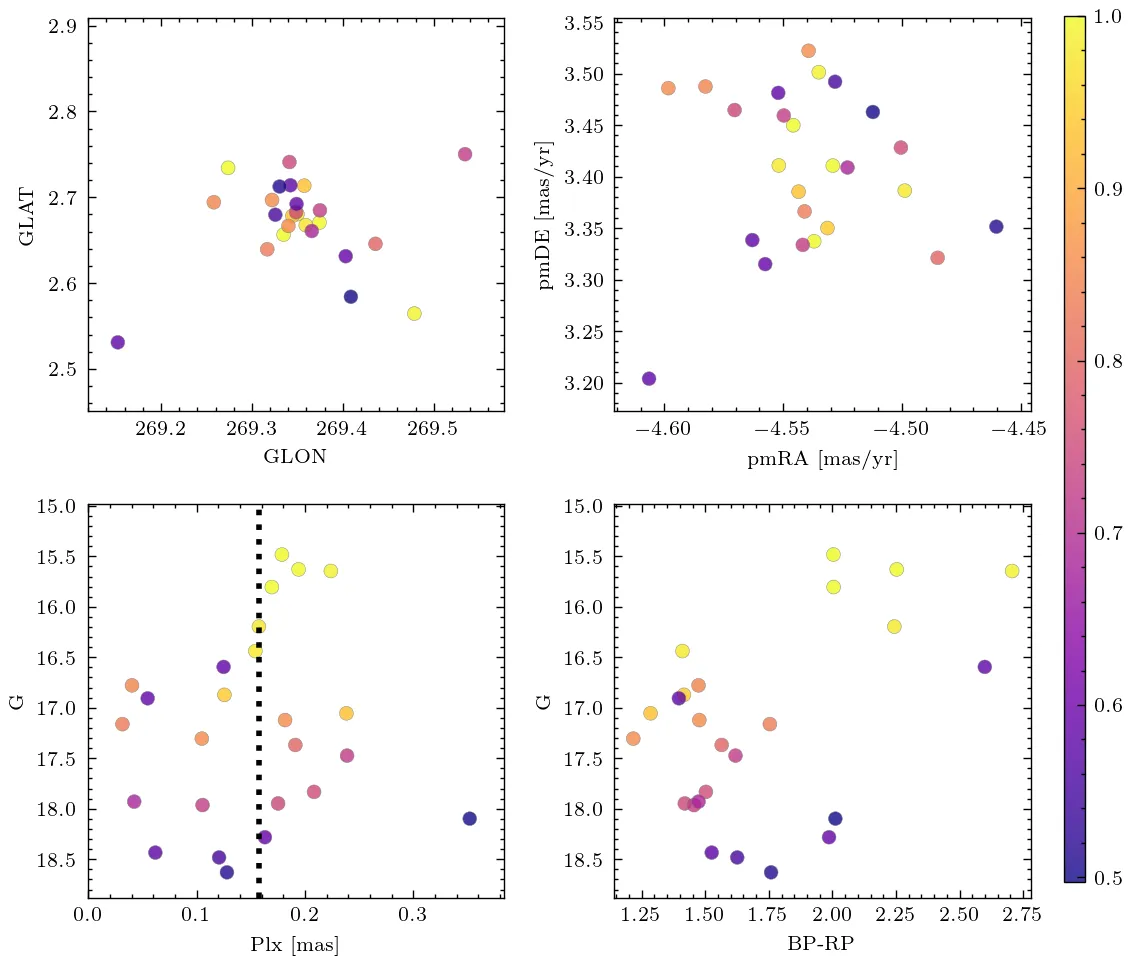 2.9
2.8
2.7
2.6
2.5
GLAT
269.2 269.3 269.4 269.5
GLON
3.55
3.50
3.45
3.40
3.35
3.30
3.25
3.20
pmDE [mas/yr]
−4.60 −4.55 −4.50 −4.45
pmRA [mas/yr]
15.0
15.5
16.0
16.5
17.0
17.5
18.0
18.5
G
0.0 0.1 0.2 0.3
Plx [mas]
15.0
15.5
16.0
16.5
17.0
17.5
18.0
18.5
G
1.25 1.50 1.75 2.00 2.25 2.50 2.75
BP-RP
1.0
0.9
0.8
0.7
0.6
0.5